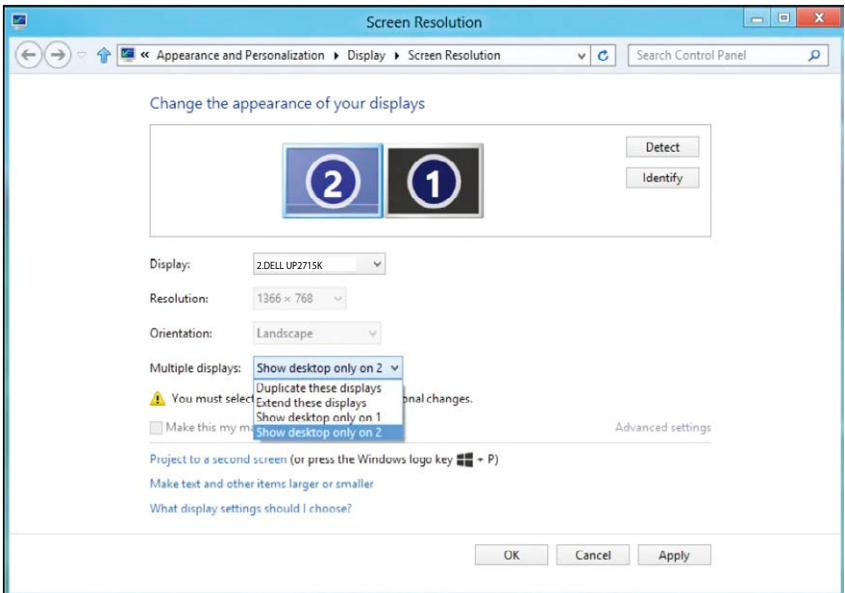 Screen Resolution
« Appearance and Personalization Display Screen Resolution Search Control Panel
Change the appearance of your displays
2 1
Detect
Identify
Display: 2.DELL UP2715K
Resolution: 1366 × 768
Orientation: Landscape
Multiple displays: Show desktop only on 2
Duplicate these displays
Extend these displays
Show desktop only on 1
Show desktop only on 2
You must select onal changes.
Make this my ma
Advanced settings
Project to a second screen (or press the Windows logo key + P)
Make text and other items larger or smaller
What display settings should I choose?
OK Cancel Apply